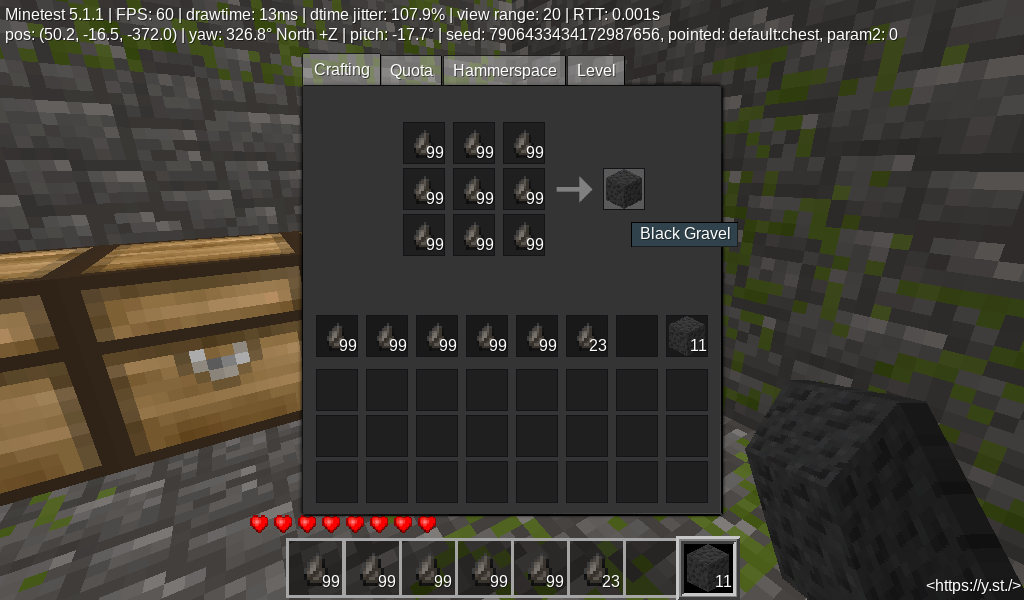 Minetest 5.1.1 | FPS: 60 | drawtime: 13ms | dtime jitter: 107.9% | view range: 20 | RTT: 0.001s
pos: (50.2, -16.5, -372.0) | yaw: 326.8° North +Z | pitch: -17.7° | seed: 7906433434172987656, pointed: default:chest, param2: 0
Crafting Quota Hammerspace Level
99 99 99
99 99 99
99 99 99
Black Gravel
99 99 99 99 99 23 11
99 99 99 99 99 23 11
<https://y.st./>